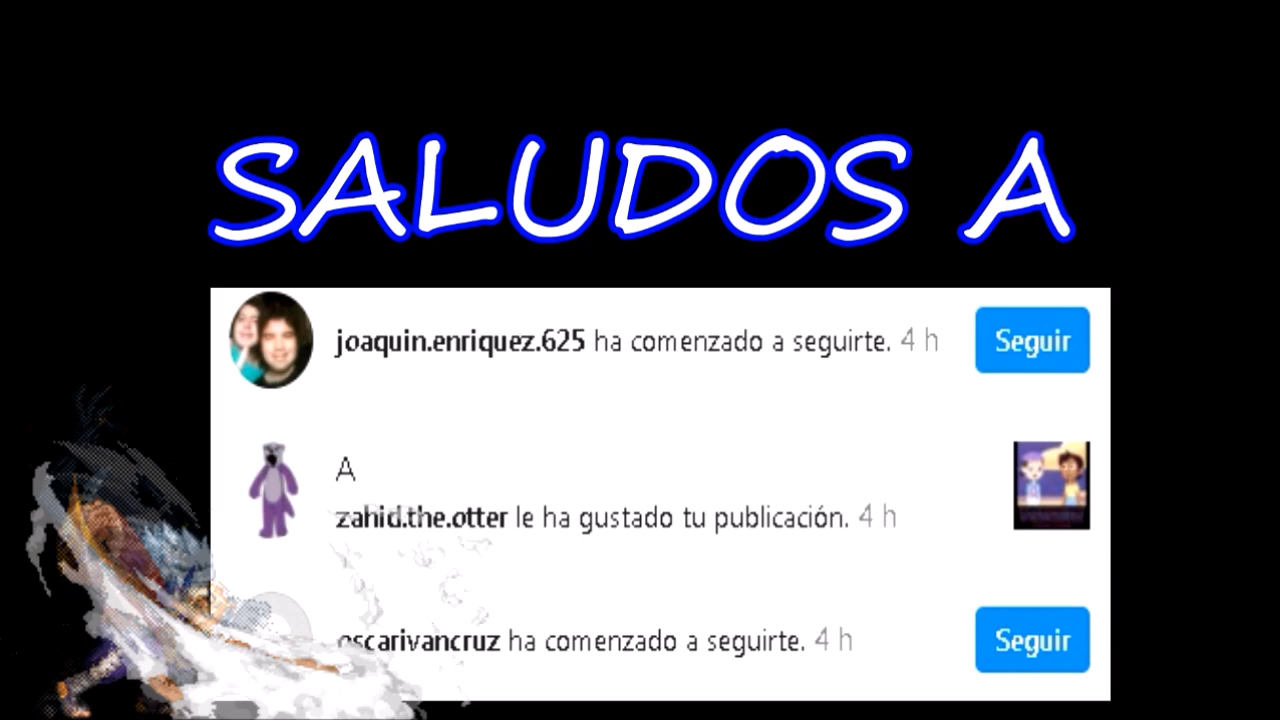 SALUDOS A
joaquin.enriquez.625 ha comenzado a seguirte. 4 h
Seguir
A
zahid.the.otter le ha gustado tu publicación. 4 h
oscarivancruz ha comenzado a seguirte. 4 h
Seguir